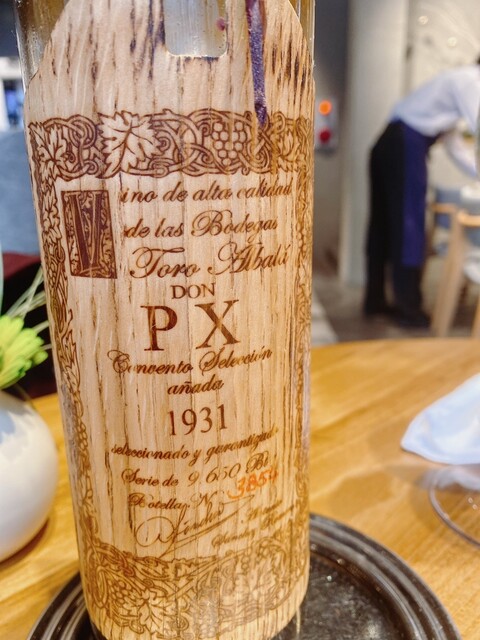 Vino de alta calidad
de las Bodegas
Toro Albalá
DON
PX
Convento Selección
añada
1931
seleccionado y garantizado
Serie de 9.650 Bt
Botella Nº 3854